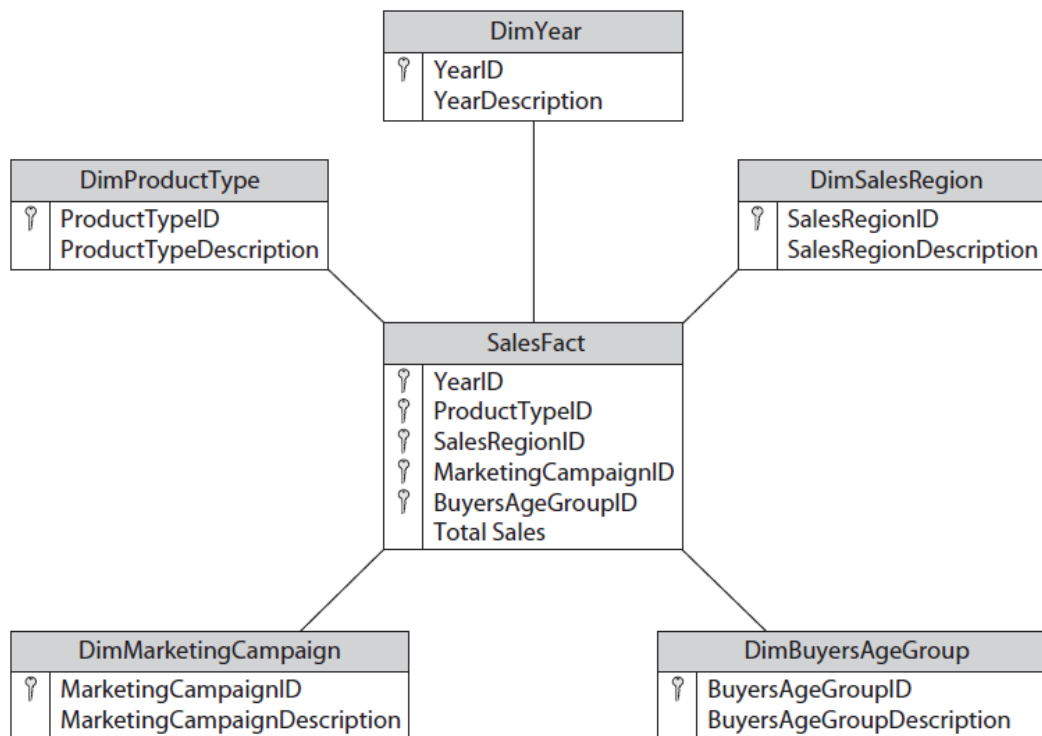 DimYear
YearID
YearDescription
DimProductType
ProductTypeID
ProductTypeDescription
DimSalesRegion
SalesRegionID
SalesRegionDescription
SalesFact
YearID
ProductTypeID
SalesRegionID
MarketingCampaignID
BuyersAgeGroupID
Total Sales
DimMarketingCampaign
MarketingCampaignID
MarketingCampaignDescription
DimBuyersAgeGroup
BuyersAgeGroupID
BuyersAgeGroupDescription